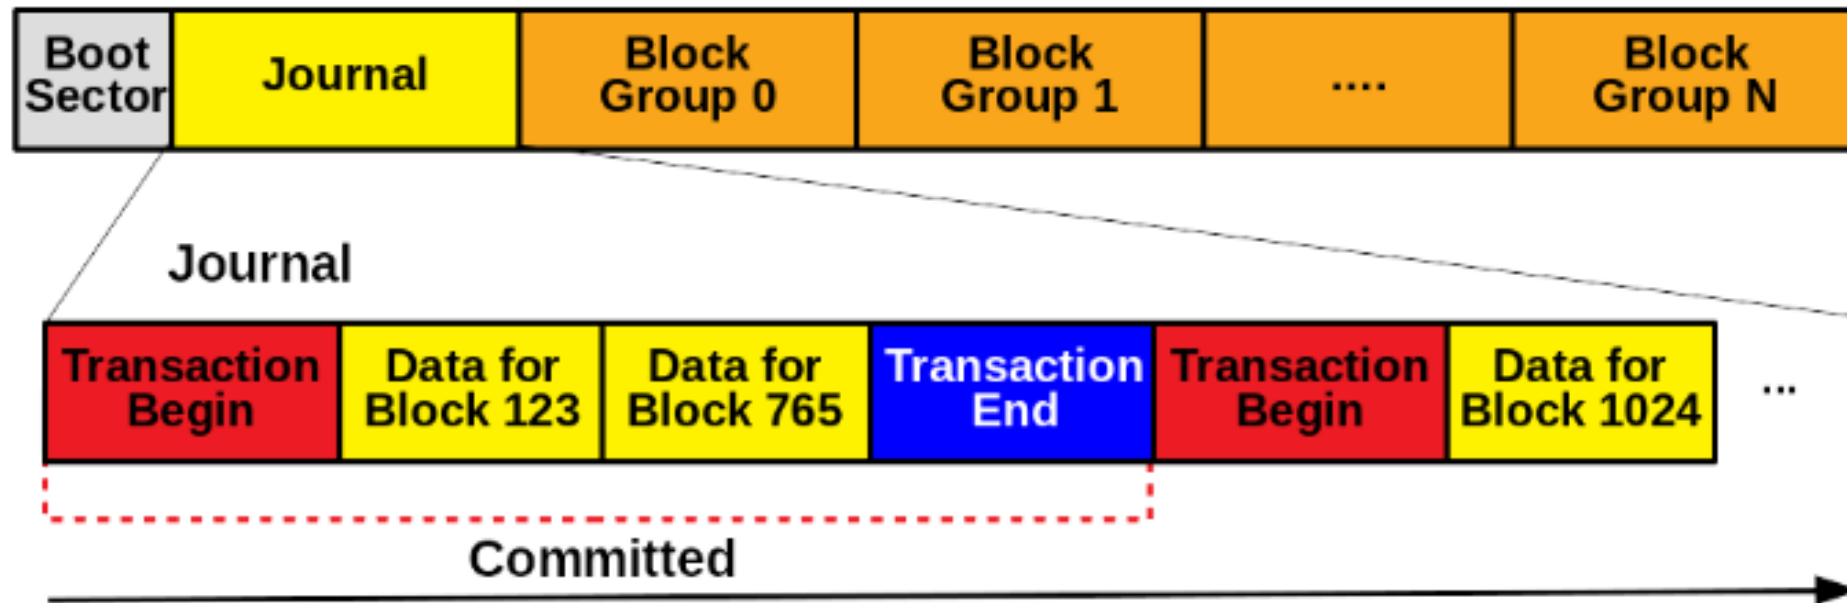 Boot
Sector
Journal
Block
Group 0
Block
Group 1
....
Block
Group N
Journal
Transaction
Begin
Data for
Block 123
Data for
Block 765
Transaction
End
Transaction
Begin
Data for
Block 1024
...
Committed